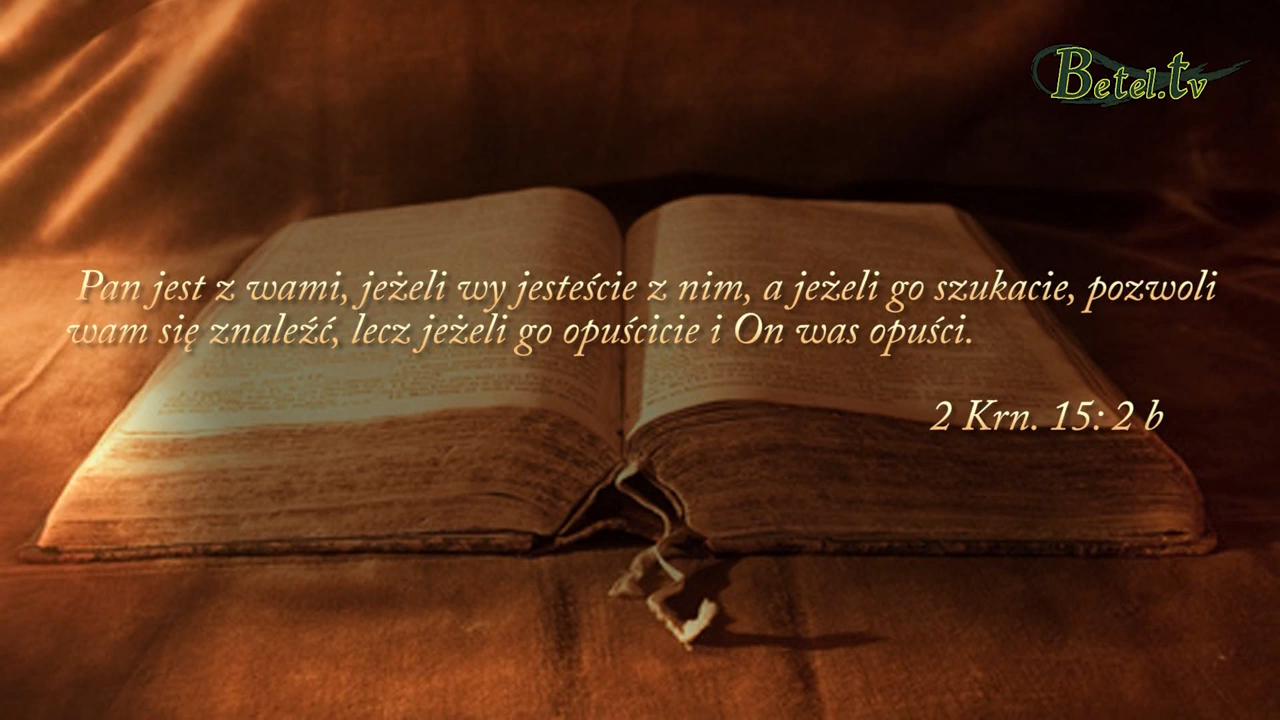 Betel.tv
Pan jest z wami, jeżeli wy jesteście z nim, a jeżeli go szukacie, pozwoli
wam się znaleźć, lecz jeżeli go opuścicie i On was opuści.
2 Krn. 15: 2 b